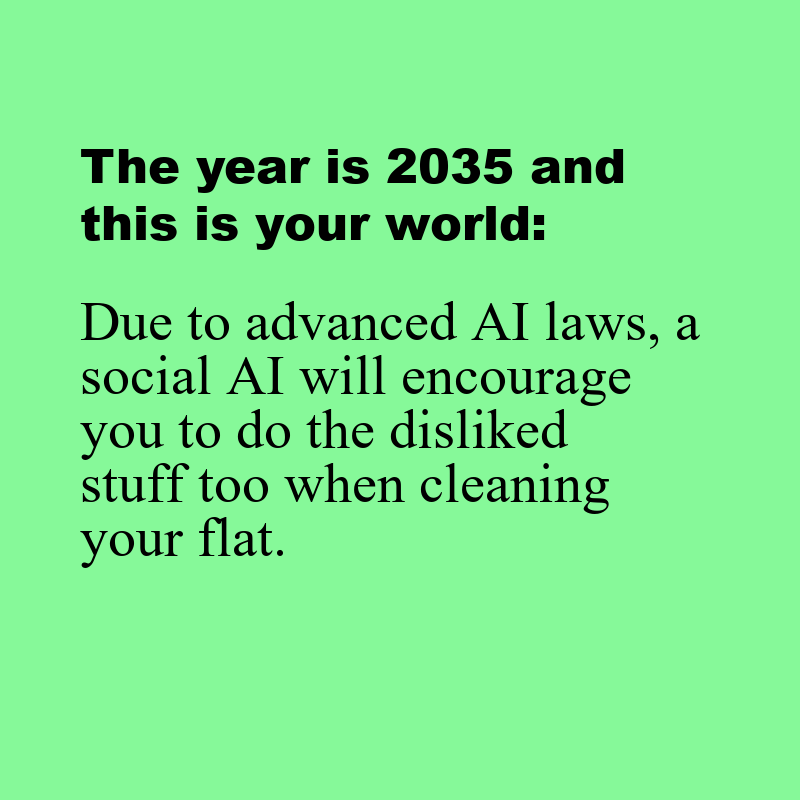 The year is 2035 and
this is your world:
Due to advanced AI laws, a
social AI will encourage
you to do the disliked
stuff too when cleaning
your flat.